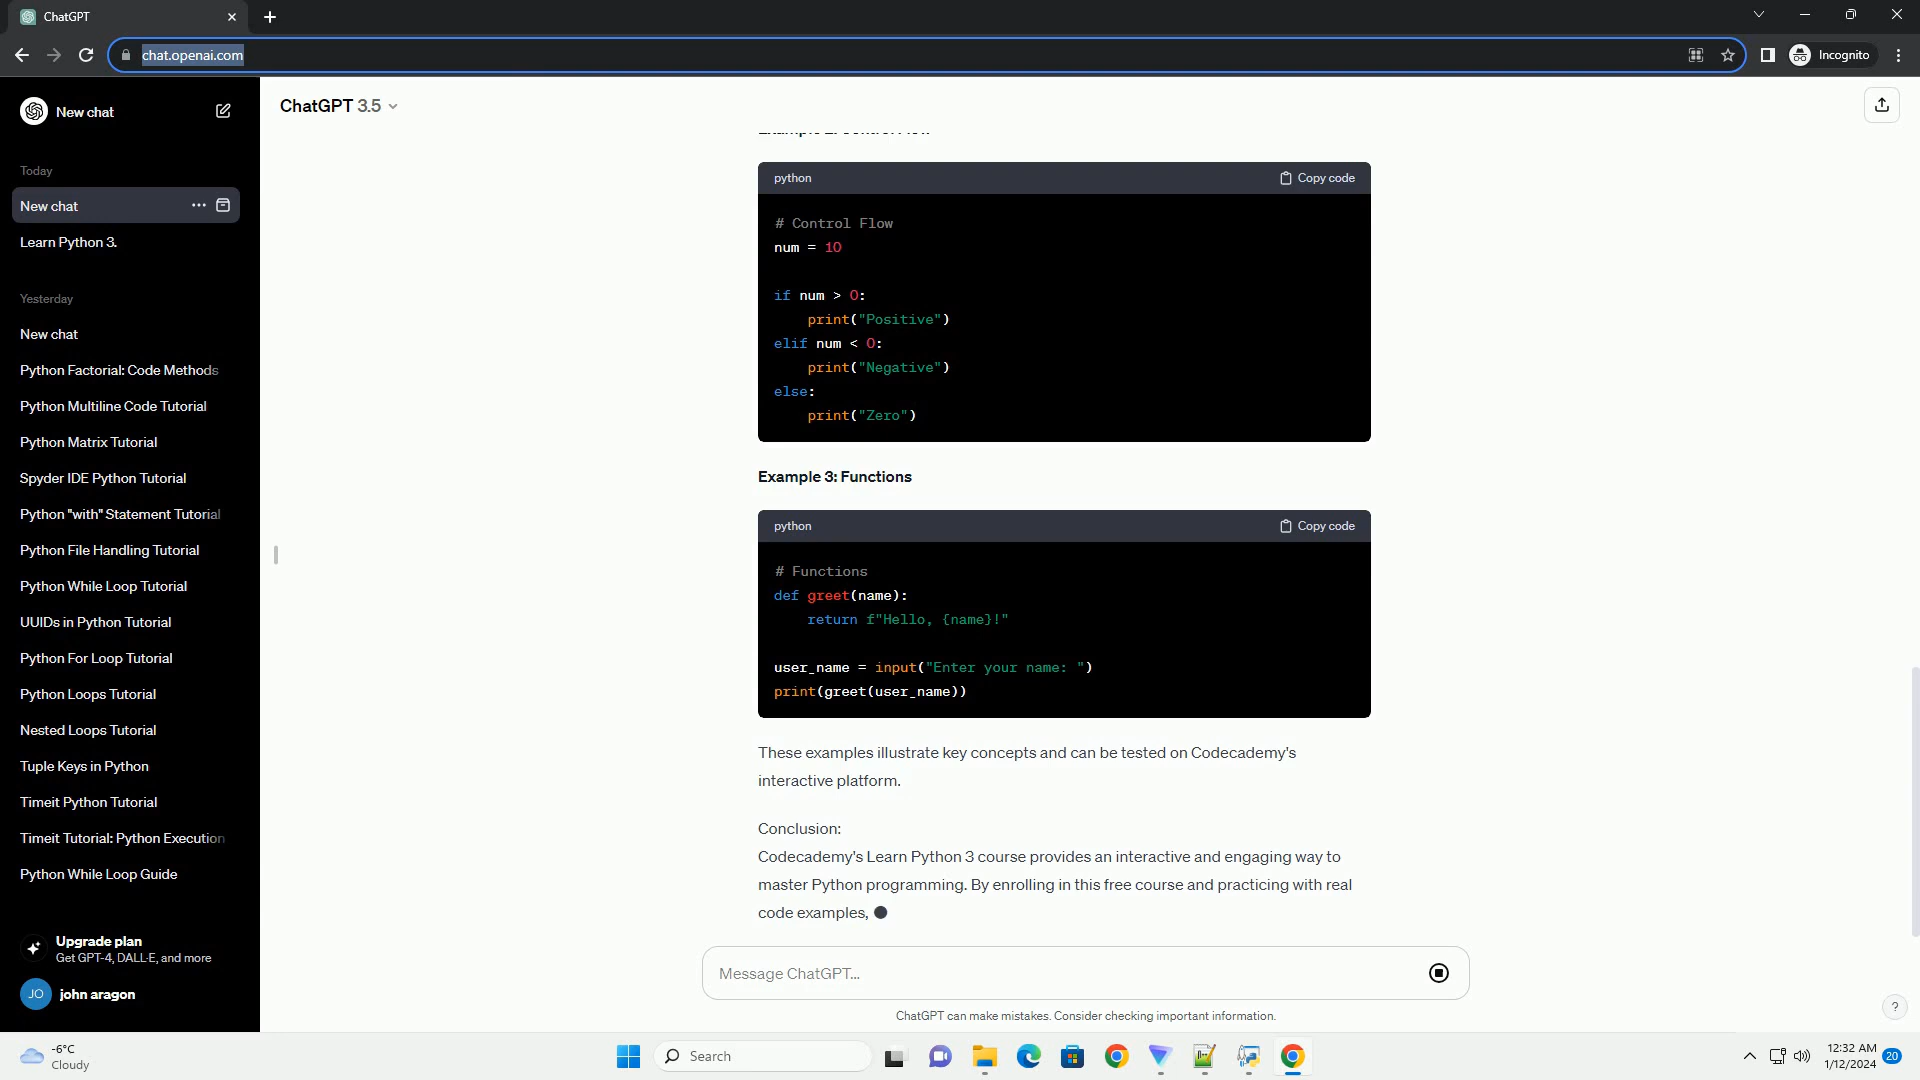 ChatGPT
chat.openai.com
Incognito
New chat
Today
New chat
Learn Python 3.
Yesterday
New chat
Python Factorial: Code Methods
Python Multiline Code Tutorial
Python Matrix Tutorial
Spyder IDE Python Tutorial
Python "with" Statement Tutorial
Python File Handling Tutorial
Python While Loop Tutorial
UUIDs in Python Tutorial
Python For Loop Tutorial
Python Loops Tutorial
Nested Loops Tutorial
Tuple Keys in Python
Timeit Python Tutorial
Timeit Tutorial: Python Execution
Python While Loop Guide
Upgrade plan
Get GPT-4, DALL·E, and more
JO john aragon
ChatGPT 3.5
python Copy code
# Control Flow
num = 10
if num > 0:
    print("Positive")
elif num < 0:
    print("Negative")
else:
    print("Zero")
Example 3: Functions
python Copy code
# Functions
def greet(name):
    return f"Hello, {name}!"
user_name = input("Enter your name: ")
print(greet(user_name))
These examples illustrate key concepts and can be tested on Codecademy's
interactive platform.
Conclusion:
Codecademy's Learn Python 3 course provides an interactive and engaging way to
master Python programming. By enrolling in this free course and practicing with real
code examples,
Message ChatGPT...
ChatGPT can make mistakes. Consider checking important information.
?
-6°C
Cloudy
Search
12:32 AM
1/12/2024
20